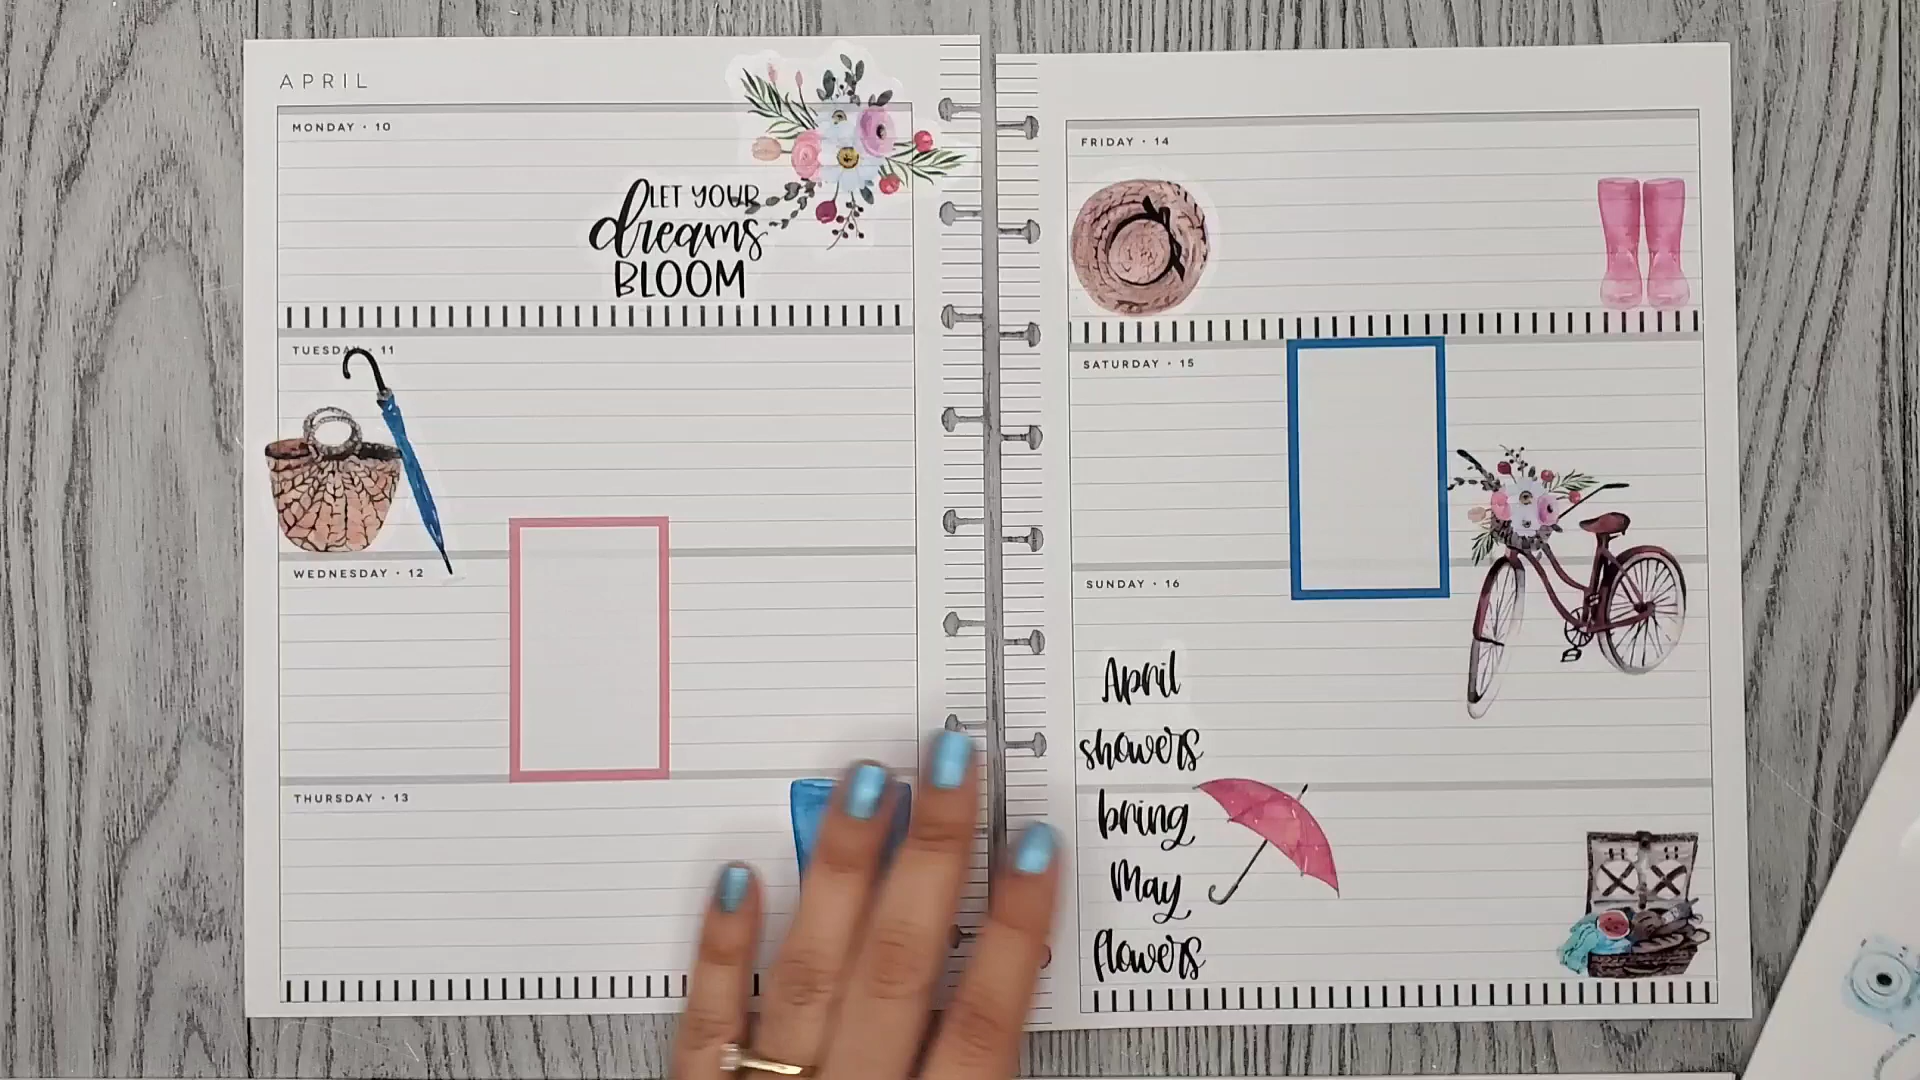 APRIL
MONDAY • 10
LET YOUR
dreams
BLOOM
TUESDAY • 11
WEDNESDAY • 12
THURSDAY • 13
FRIDAY • 14
SATURDAY • 15
SUNDAY • 16
April
showers
bring
May
flowers